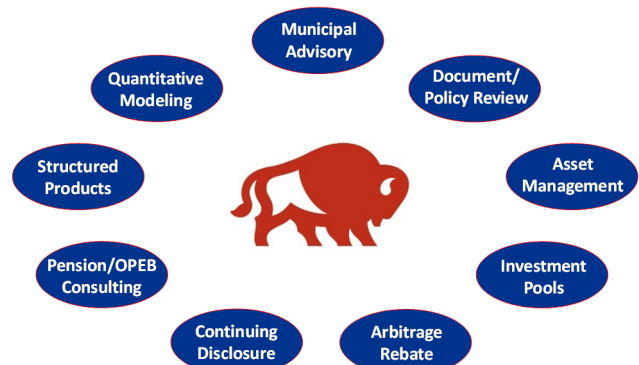 Municipal
Advisory
Document/
Policy Review
Asset
Management
Investment
Pools
Arbitrage
Rebate
Continuing
Disclosure
Pension/OPEB
Consulting
Structured
Products
Quantitative
Modeling